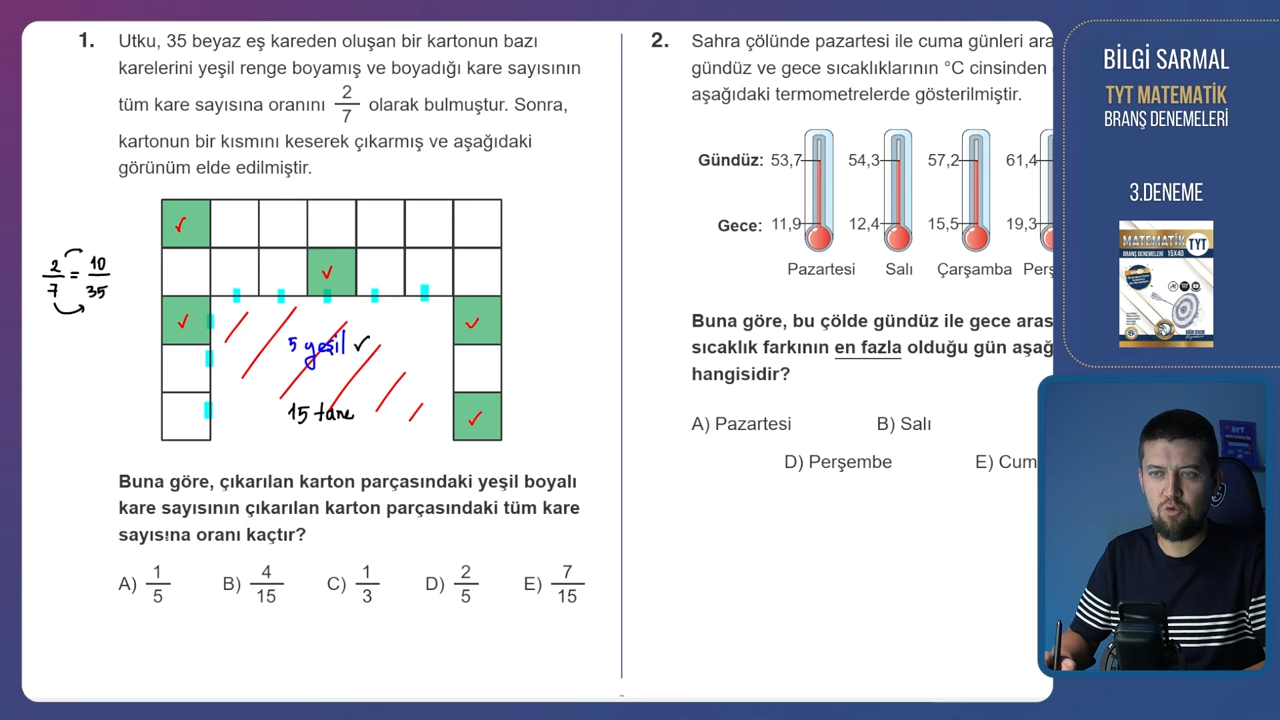 1. Utku, 35 beyaz eş kareden oluşan bir kartonun bazı
karelerini yeşil renge boyamış ve boyadığı kare sayısının
tüm kare sayısına oranını 2/7 olarak bulmuştur. Sonra,
kartonun bir kısmını keserek çıkarmış ve aşağıdaki
görünüm elde edilmiştir.
2/7 = 10/35
5 yeşil ✓
15 tane
Buna göre, çıkarılan karton parçasındaki yeşil boyalı
kare sayısının çıkarılan karton parçasındaki tüm kare
sayısına oranı kaçtır?
A) 1/5 B) 4/15 C) 1/3 D) 2/5 E) 7/15
2. Sahra çölünde pazartesi ile cuma günleri ara
gündüz ve gece sıcaklıklarının °C cinsinden
aşağıdaki termometrelerde gösterilmiştir.
Gündüz: 53,7 54,3 57,2 61,4
Gece: 11,9 12,4 15,5 19,3
Pazartesi Salı Çarşamba Perş
Buna göre, bu çölde gündüz ile gece aras
sıcaklık farkının en fazla olduğu gün aşağ
hangisidir?
A) Pazartesi B) Salı
D) Perşembe E) Cum
BİLGİ SARMAL
TYT MATEMATİK
BRANŞ DENEMELERİ
3.DENEME
MATEMATİK TYT
BRANŞ DENEMELERİ 15X40
AYT